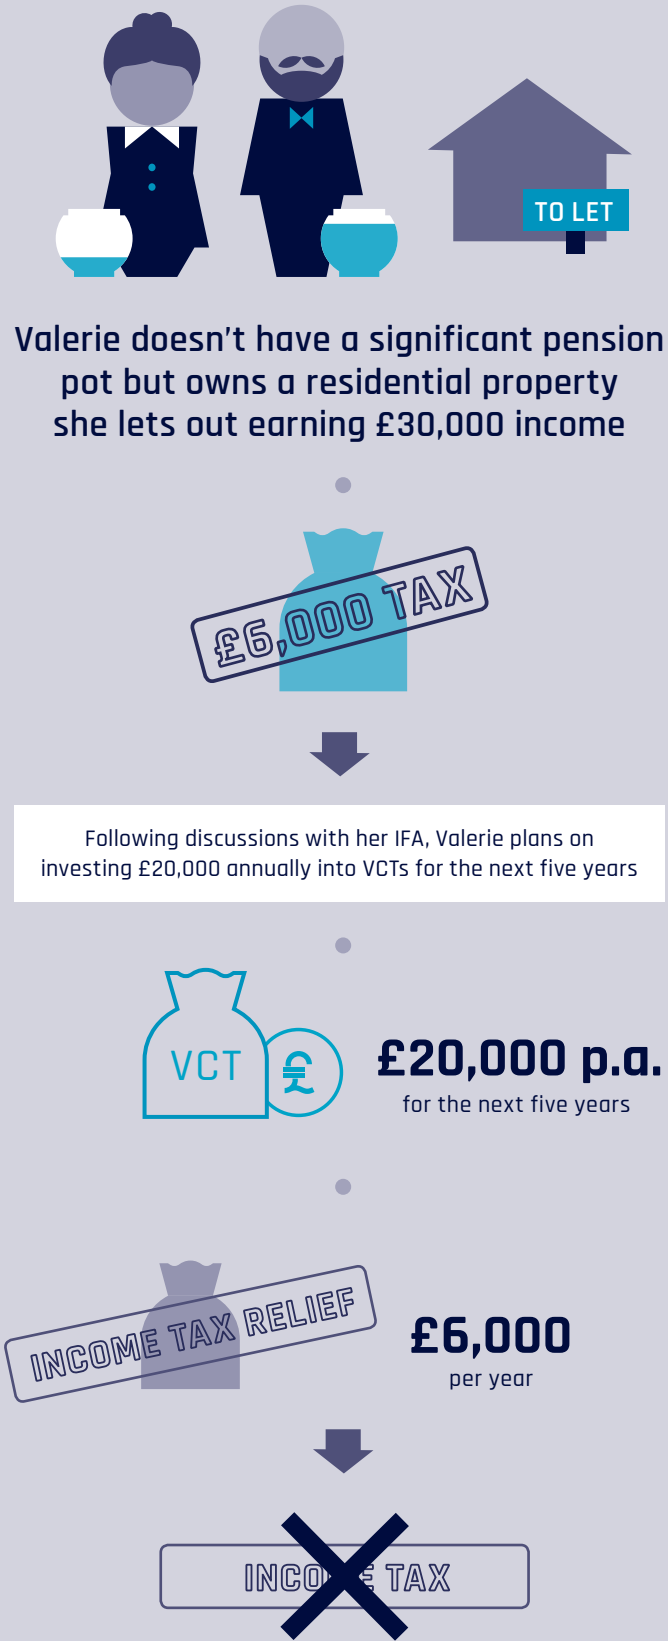 TO LET
Valerie doesn't have a significant pension
pot but owns a residential property
she lets out earning £30,000 income
£6,000 TAX
Following discussions with her IFA, Valerie plans on
investing £20,000 annually into VCTs for the next five years
VCT
£
£20,000 p.a.
for the next five years
INCOME TAX RELIEF
£6,000
per year
INCOME TAX